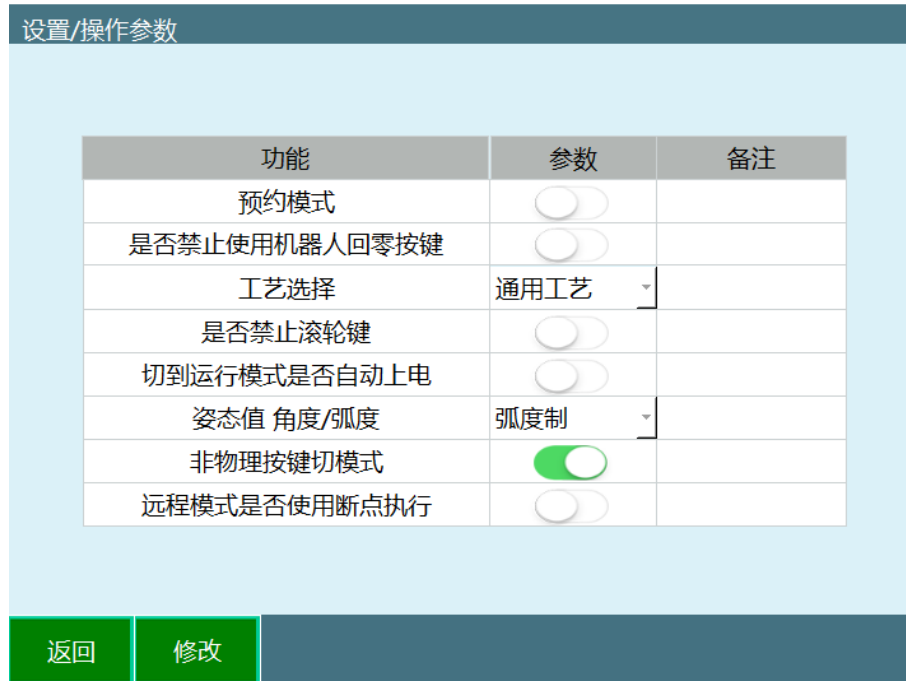 设置/操作参数
功能 参数 备注
预约模式
是否禁止使用机器人回零按键
工艺选择 通用工艺
是否禁止滚轮键
切到运行模式是否自动上电
姿态值 角度/弧度 弧度制
非物理按键切模式
远程模式是否使用断点执行
返回 修改